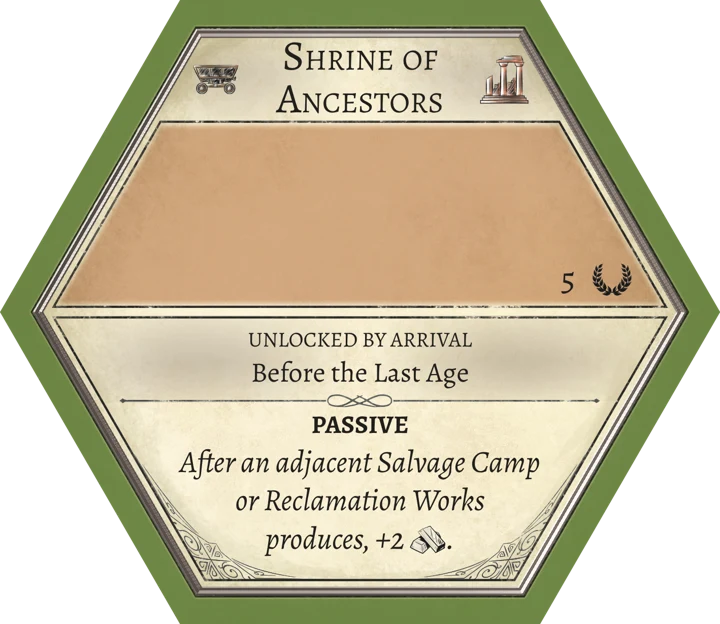 Shrine of
Ancestors
5
UNLOCKED BY ARRIVAL
Before the Last Age
PASSIVE
After an adjacent Salvage Camp
or Reclamation Works
produces, +2 .